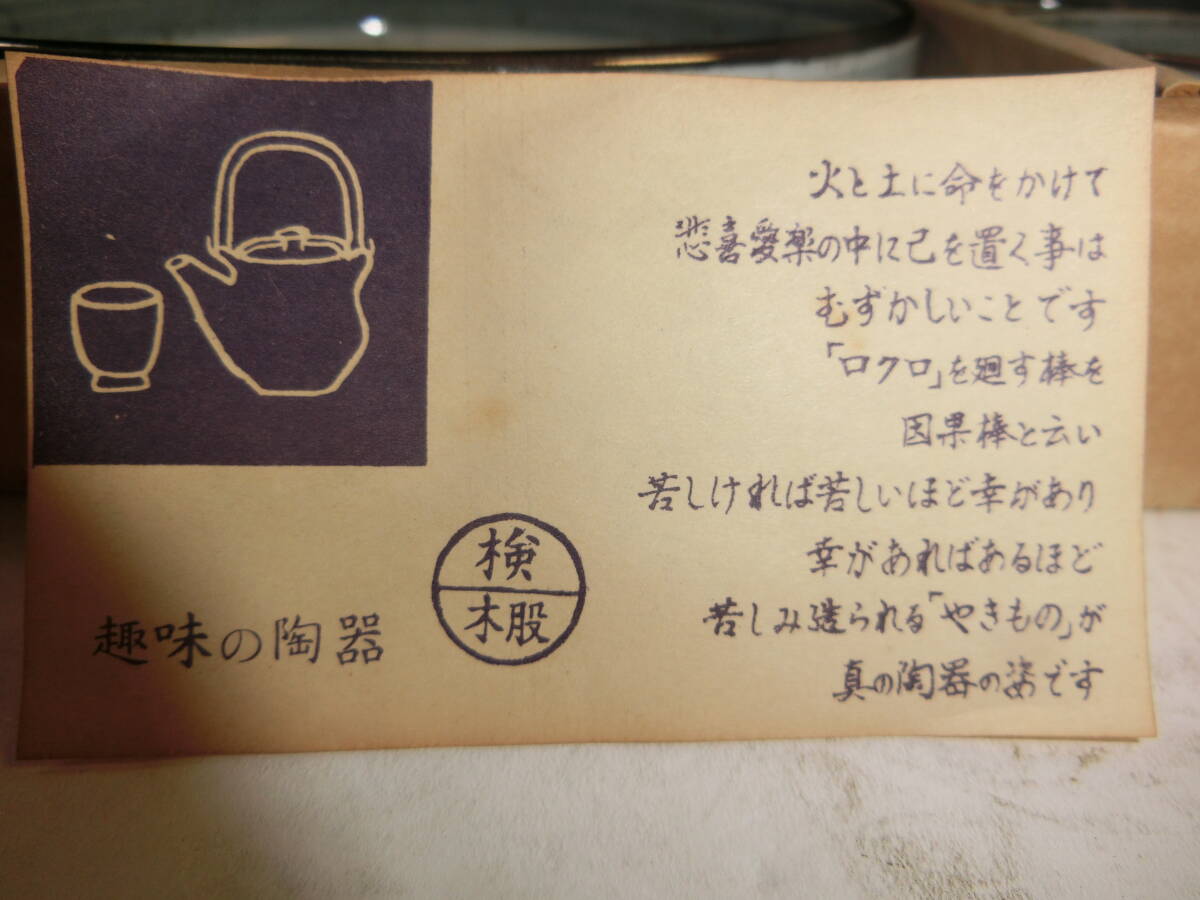 火と土に命をかけて
悲喜愛楽の中に己を置く事は
むずかしいことです
「ロクロ」を廻す棒を
因果棒と云い
苦しければ苦しいほど幸があり
幸があればあるほど
苦しみ造られる「やきもの」が
真の陶器の姿です
検
木股
趣味の陶器